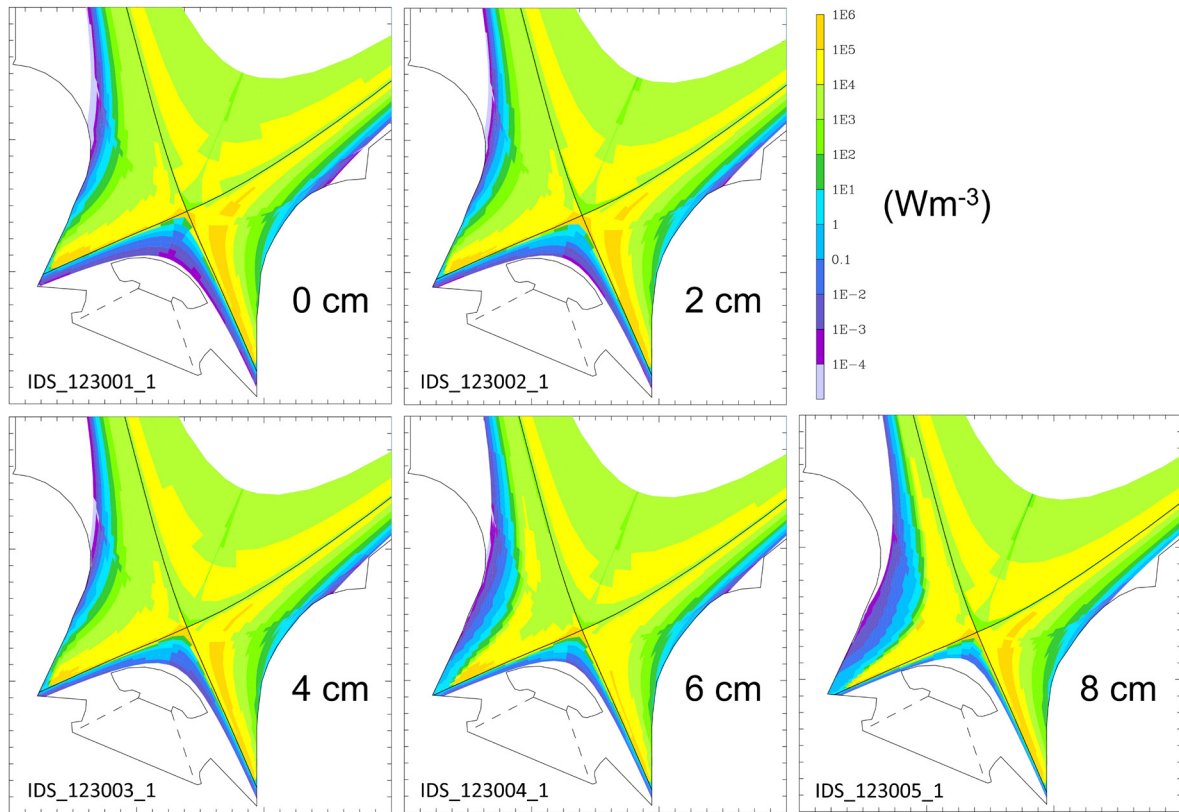 1E6
1E5
1E4
1E3
1E2
1E1
1
0.1
1E−2
1E−3
1E−4
(Wm-3)
0 cm
IDS_123001_1
2 cm
IDS_123002_1
4 cm
IDS_123003_1
6 cm
IDS_123004_1
8 cm
IDS_123005_1